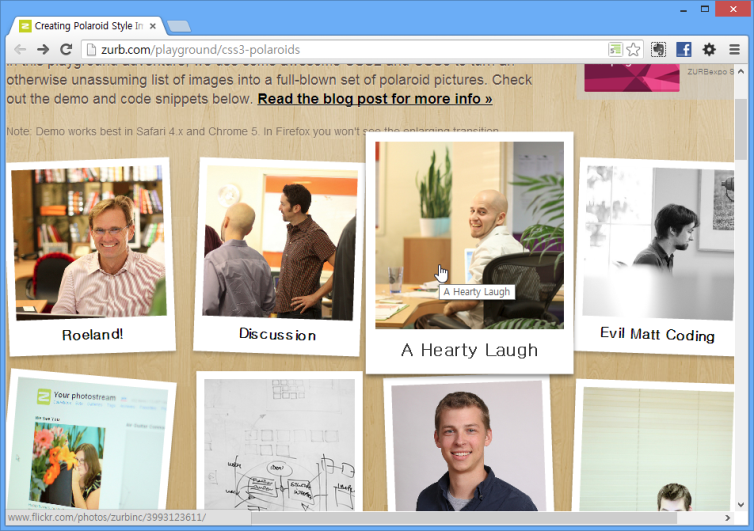 Creating Polaroid Style In
zurb.com/playground/css3-polaroids
otherwise unassuming list of images into a full-blown set of polaroid pictures. Check
out the demo and code snippets below. Read the blog post for more info »
ZURBexpo
Note: Demo works best in Safari 4.x and Chrome 5. In Firefox you won't see the enlarging transition.
A Hearty Laugh
Roeland!
Discussion
A Hearty Laugh
Evil Matt Coding
Your photostream
www.flickr.com/photos/zurbinc/3993123611/